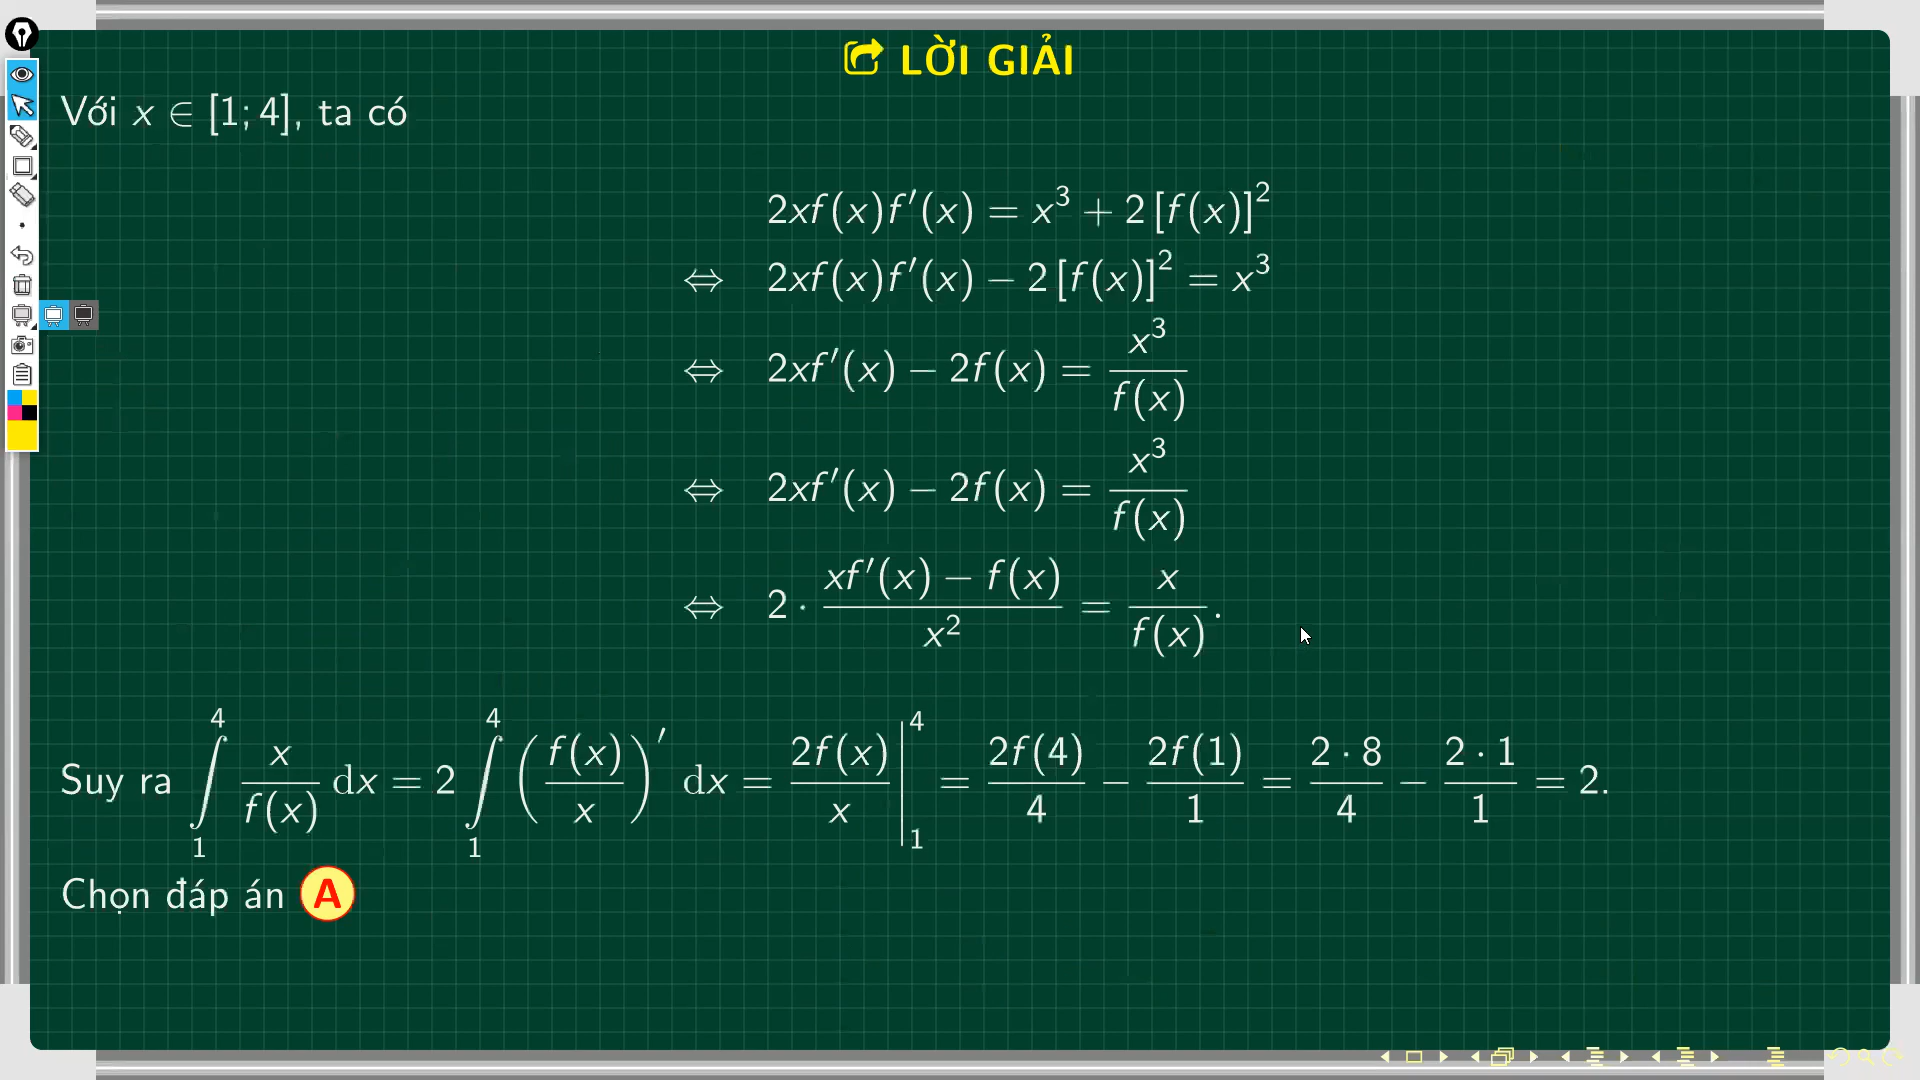 LỜI GIẢI
Với x ∈ [1; 4], ta có
2xf(x)f′(x) = x³ + 2 [f(x)]²
⇔ 2xf(x)f′(x) − 2 [f(x)]² = x³
⇔ 2xf′(x) − 2f(x) = x³/f(x)
⇔ 2xf′(x) − 2f(x) = x³/f(x)
⇔ 2 · (xf′(x) − f(x))/x² = x/f(x).
Suy ra ∫₁⁴ x/f(x) dx = 2 ∫₁⁴ (f(x)/x)′ dx = 2f(x)/x |₁⁴ = 2f(4)/4 − 2f(1)/1 = 2 · 8/4 − 2 · 1/1 = 2.
Chọn đáp án A